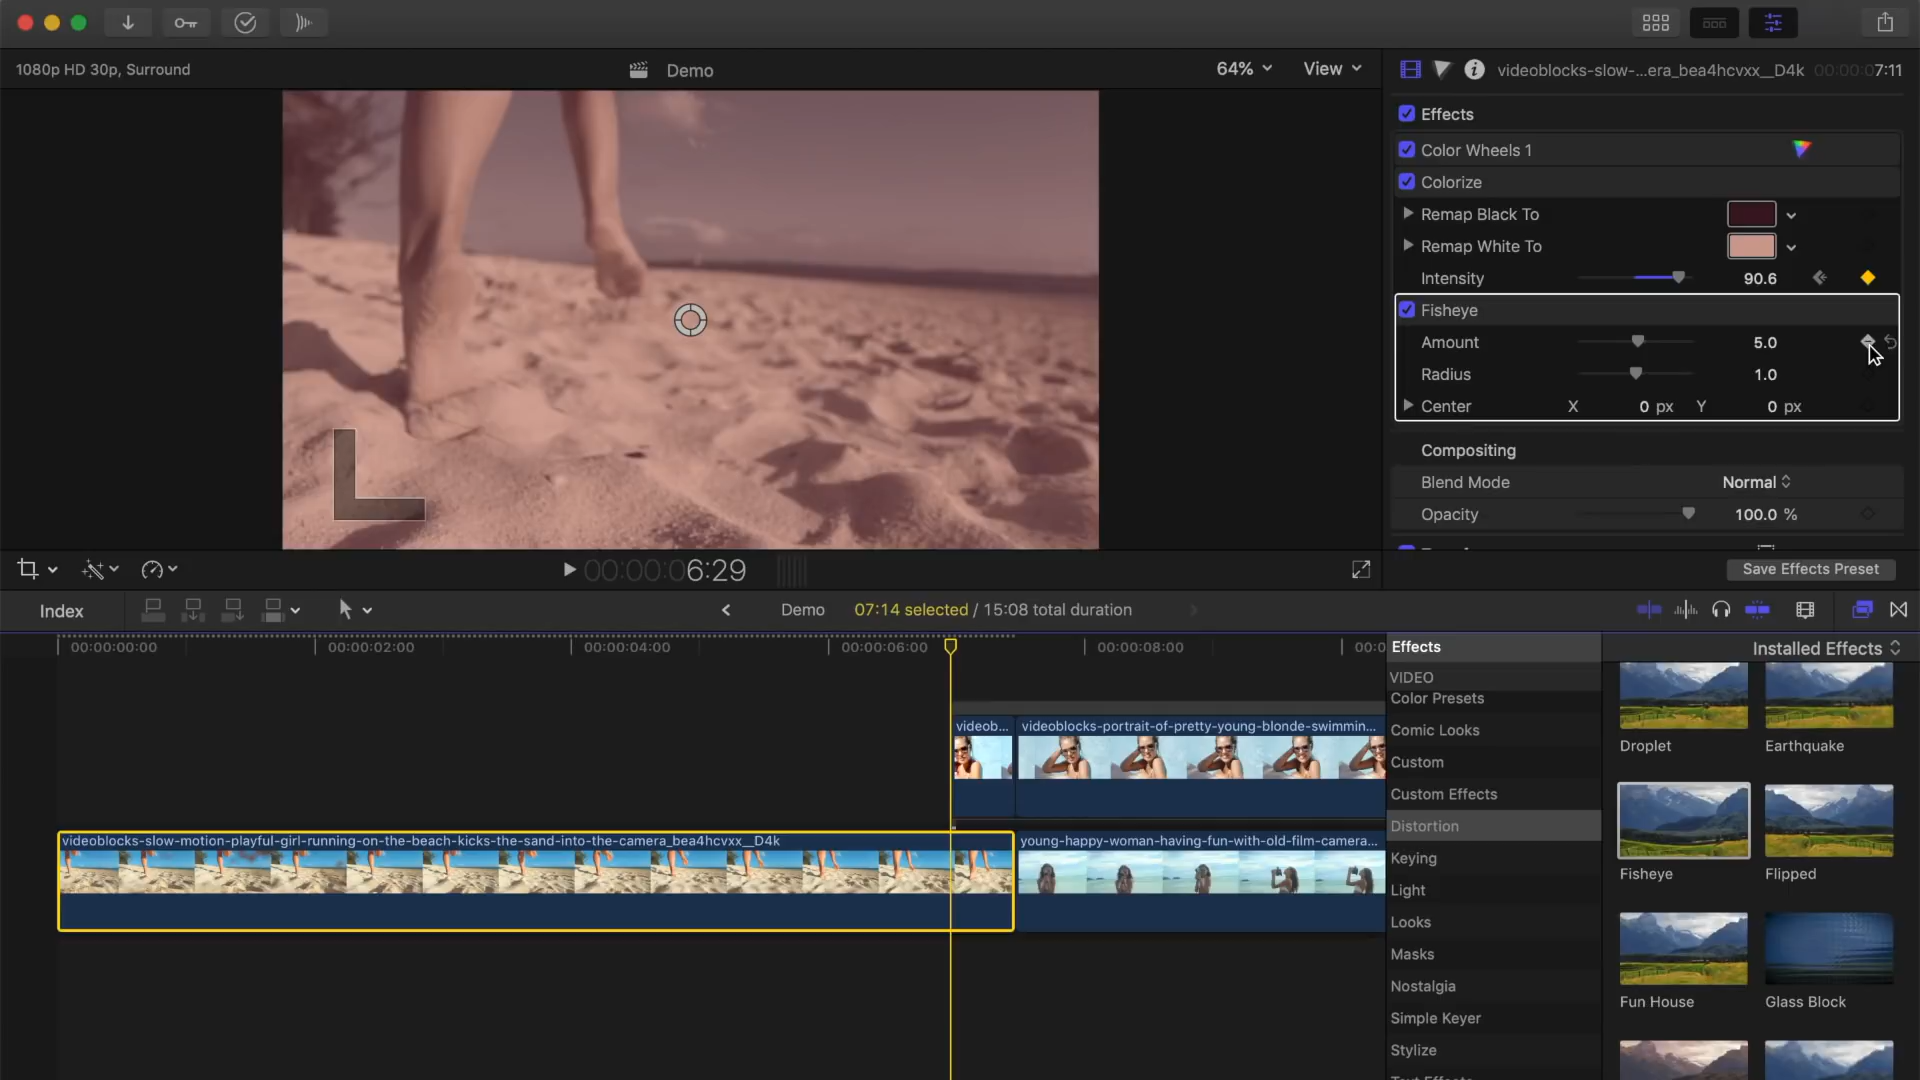 1080p HD 30p, Surround
Demo
64%
View
videoblocks-slow-...era_bea4hcvxx__D4k
00:00:07:11
Effects
Color Wheels 1
Colorize
Remap Black To
Remap White To
Intensity
90.6
Fisheye
Amount
5.0
Radius
1.0
Center
X
0 px
Y
0 px
Compositing
Blend Mode
Normal
Opacity
100.0 %
Save Effects Preset
00:00:06:29
Index
Demo
07:14 selected / 15:08 total duration
00:00:00:00
00:00:02:00
00:00:04:00
00:00:06:00
00:00:08:00
00:0
Effects
Installed Effects
VIDEO
Color Presets
Comic Looks
Custom
Custom Effects
Distortion
Keying
Light
Looks
Masks
Nostalgia
Simple Keyer
Stylize
Droplet
Earthquake
Fisheye
Flipped
Fun House
Glass Block
videob...
videoblocks-portrait-of-pretty-young-blonde-swimmin...
videoblocks-slow-motion-playful-girl-running-on-the-beach-kicks-the-sand-into-the-camera_bea4hcvxx__D4k
young-happy-woman-having-fun-with-old-film-camera...